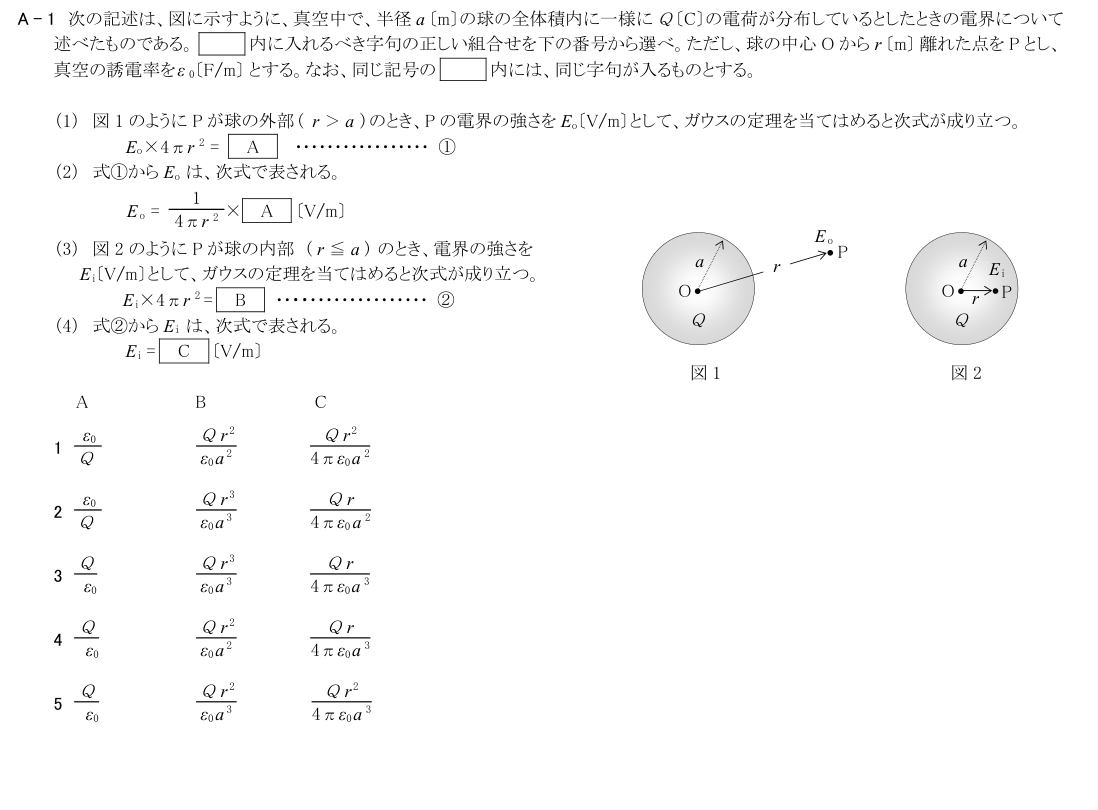 A－1 次の記述は、図に示すように、真空中で、半径 a〔m〕の球の全体積内に一様に Q〔C〕の電荷が分布しているとしたときの電界について
述べたものである。□内に入れるべき字句の正しい組合せを下の番号から選べ。ただし、球の中心 O から r〔m〕離れた点を P とし、
真空の誘電率をε0〔F/m〕とする。なお、同じ記号の□内には、同じ字句が入るものとする。
(1) 図 1 のように P が球の外部( r > a )のとき、P の電界の強さを Eo〔V/m〕として、ガウスの定理を当てはめると次式が成り立つ。
Eo×4πr² = A ・・・・・・・・・・・・・・・・・ ①
(2) 式①から Eo は、次式で表される。
Eo = 1/(4πr²) × A 〔V/m〕
(3) 図 2 のように P が球の内部 (r ≦ a) のとき、電界の強さを
Ei〔V/m〕として、ガウスの定理を当てはめると次式が成り立つ。
Ei×4πr² = B ・・・・・・・・・・・・・・・・・・・ ②
(4) 式②から Ei は、次式で表される。
Ei = C 〔V/m〕
a r Eo P O Q
図 1
a Ei O r P Q
図 2
A B C
1 ε0/Q Qr²/ε0a² Qr²/4πε0a²
2 ε0/Q Qr³/ε0a³ Qr/4πε0a²
3 Q/ε0 Qr³/ε0a³ Qr/4πε0a³
4 Q/ε0 Qr²/ε0a² Qr/4πε0a³
5 Q/ε0 Qr²/ε0a³ Qr²/4πε0a³